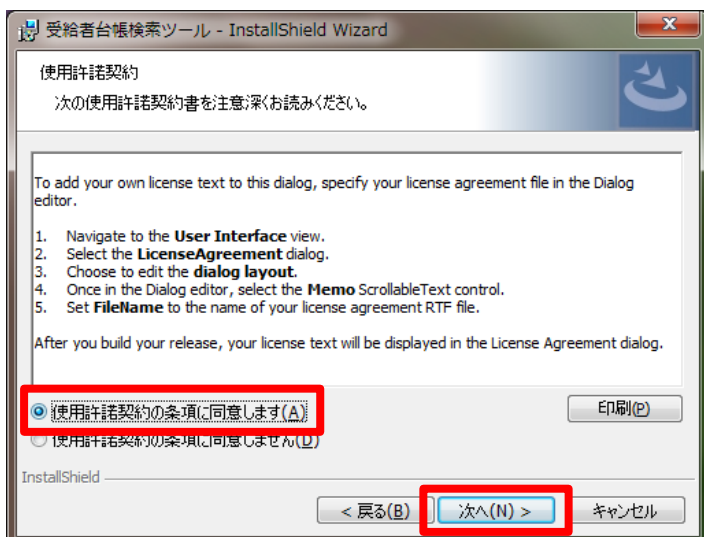 受給者台帳検索ツール - InstallShield Wizard
使用許諾契約
次の使用許諾契約書を注意深くお読みください。
To add your own license text to this dialog, specify your license agreement file in the Dialog
editor.
1. Navigate to the User Interface view.
2. Select the LicenseAgreement dialog.
3. Choose to edit the dialog layout.
4. Once in the Dialog editor, select the Memo ScrollableText control.
5. Set FileName to the name of your license agreement RTF file.
After you build your release, your license text will be displayed in the License Agreement dialog.
使用許諾契約の条項に同意します(A)
印刷(P)
使用許諾契約の条項に同意しません(D)
InstallShield
< 戻る(B)
次へ(N) >
キャンセル